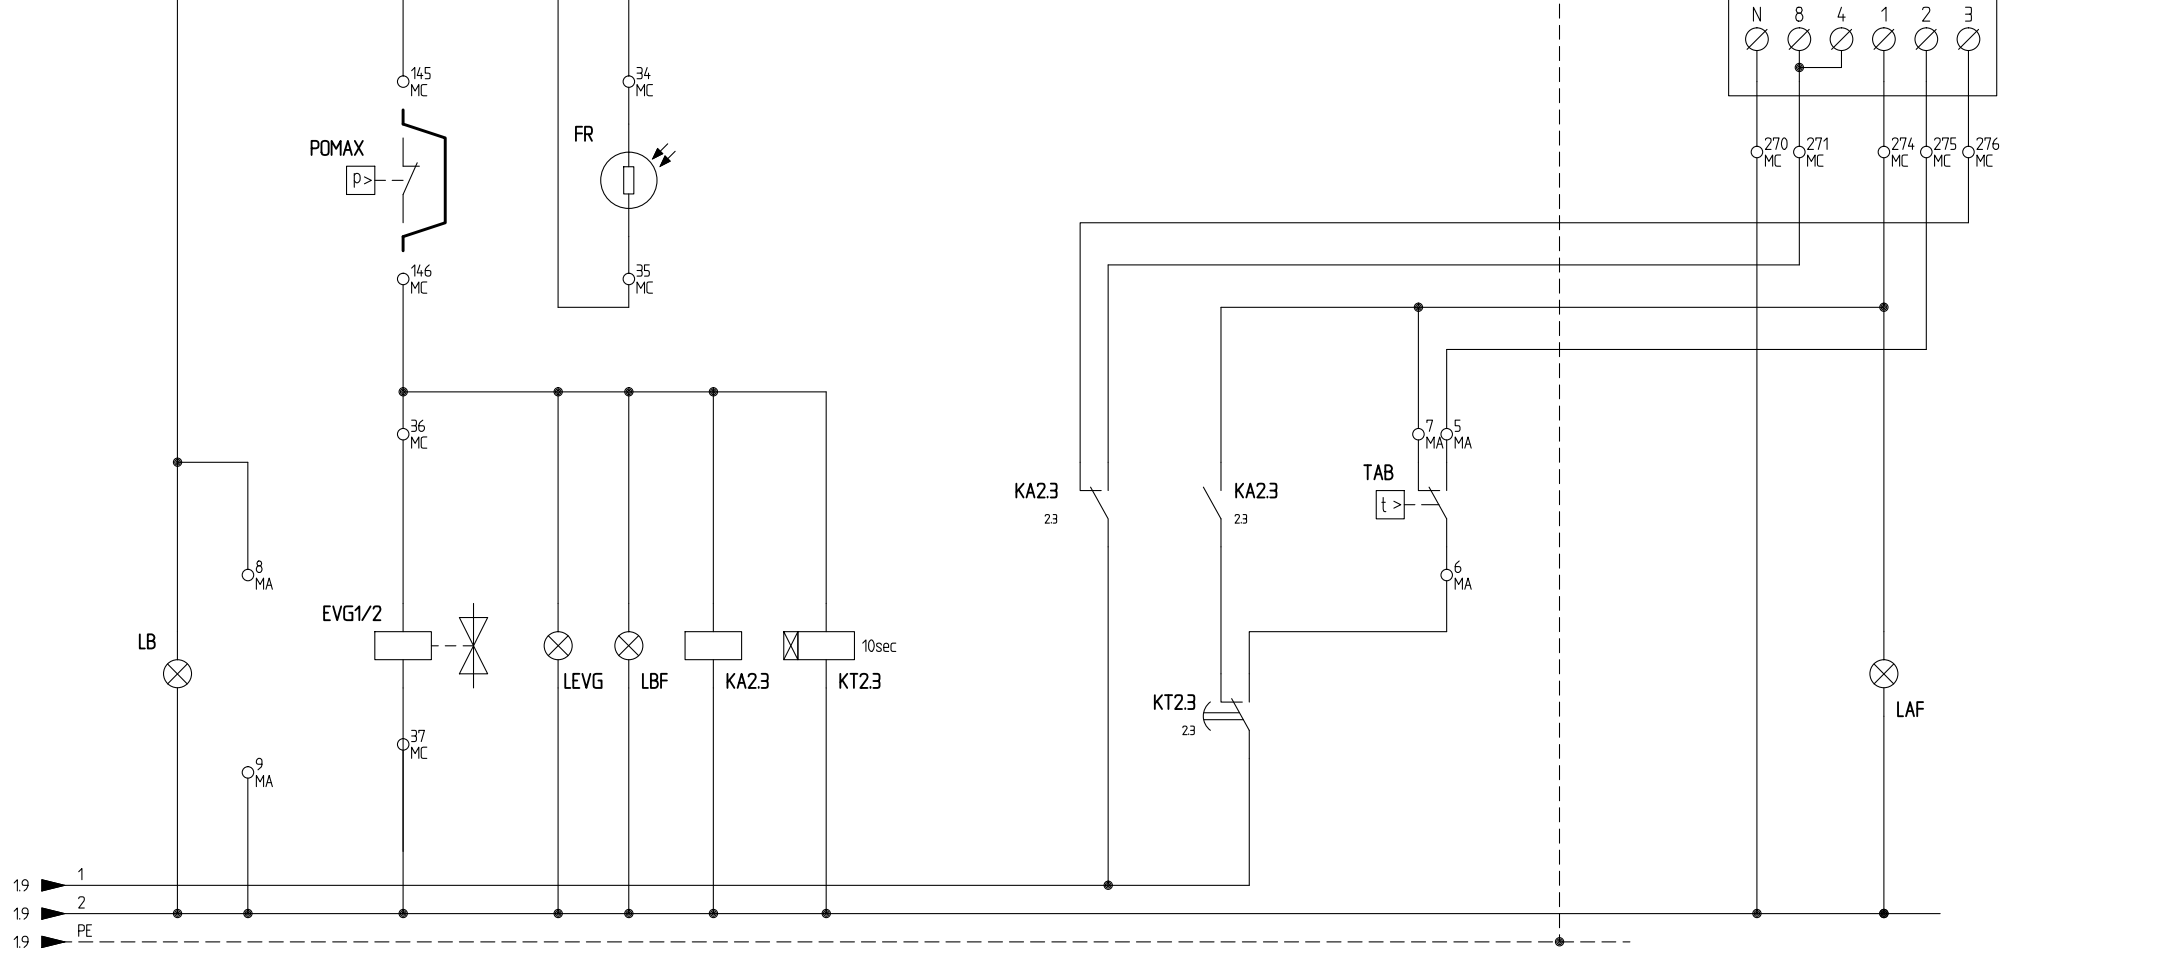 N 8 4 1 2 3
145
MC
34
MC
FR
POMAX
p>
270
MC
271
MC
274
MC
275
MC
276
MC
146
MC
35
MC
36
MC
7
MA
5
MA
TAB
t >
KA2.3
2.3
KA2.3
2.3
8
MA
6
MA
EVG1/2
LB
10sec
LEVG
LBF
KA2.3
KT2.3
KT2.3
2.3
LAF
37
MC
9
MA
1.9 1
1.9 2
1.9 PE